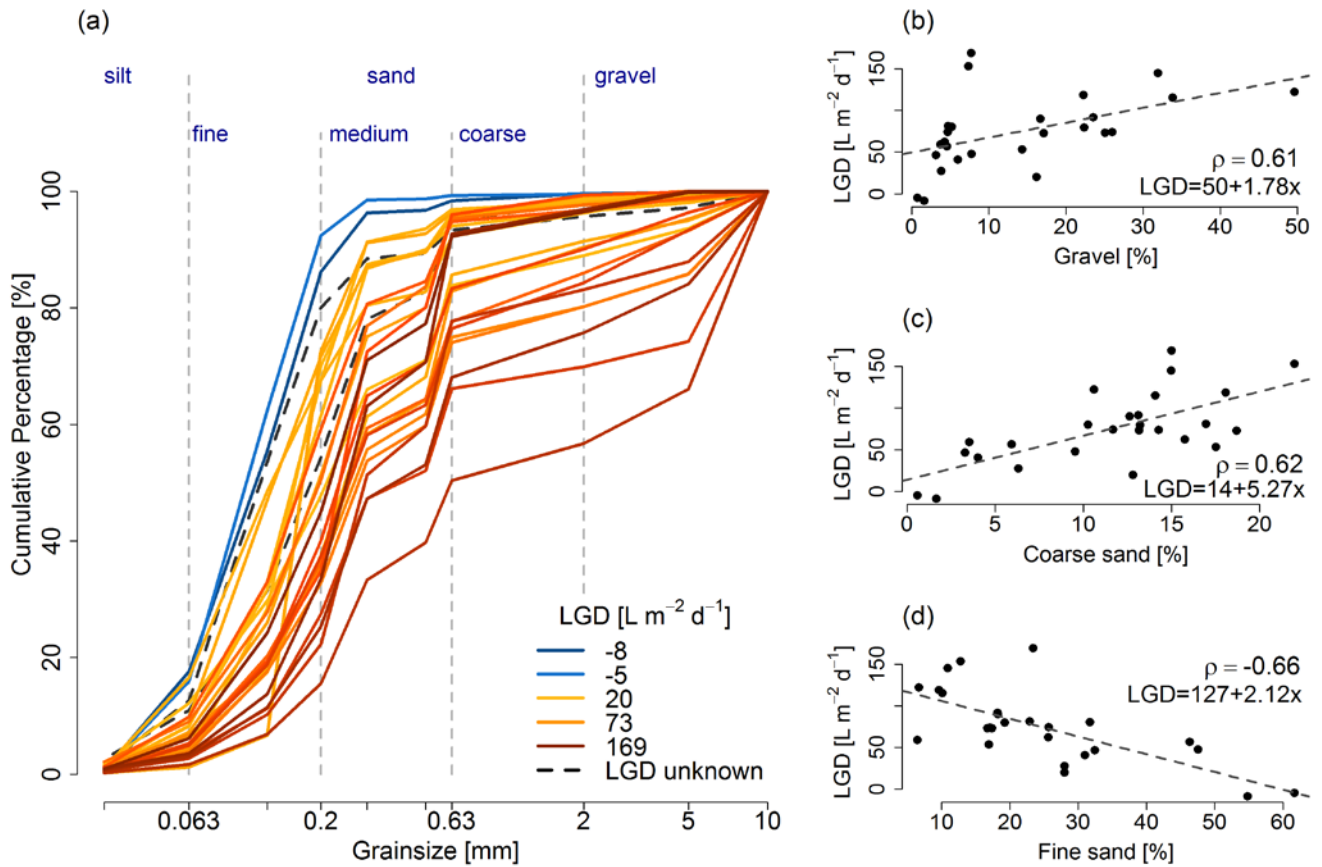 (a)
silt
sand
gravel
fine
medium
coarse
Cumulative Percentage [%]
100
80
60
40
20
0
LGD [L m⁻² d⁻¹]
-8
-5
20
73
169
LGD unknown
0.063
0.2
0.63
2
5
10
Grainsize [mm]
(b)
LGD [L m⁻² d⁻¹]
150
50
0
ρ = 0.61
LGD=50+1.78x
0
10
20
30
40
50
Gravel [%]
(c)
LGD [L m⁻² d⁻¹]
150
50
0
ρ = 0.62
LGD=14+5.27x
0
5
10
15
20
Coarse sand [%]
(d)
LGD [L m⁻² d⁻¹]
150
50
0
ρ = -0.66
LGD=127+2.12x
10
20
30
40
50
60
Fine sand [%]